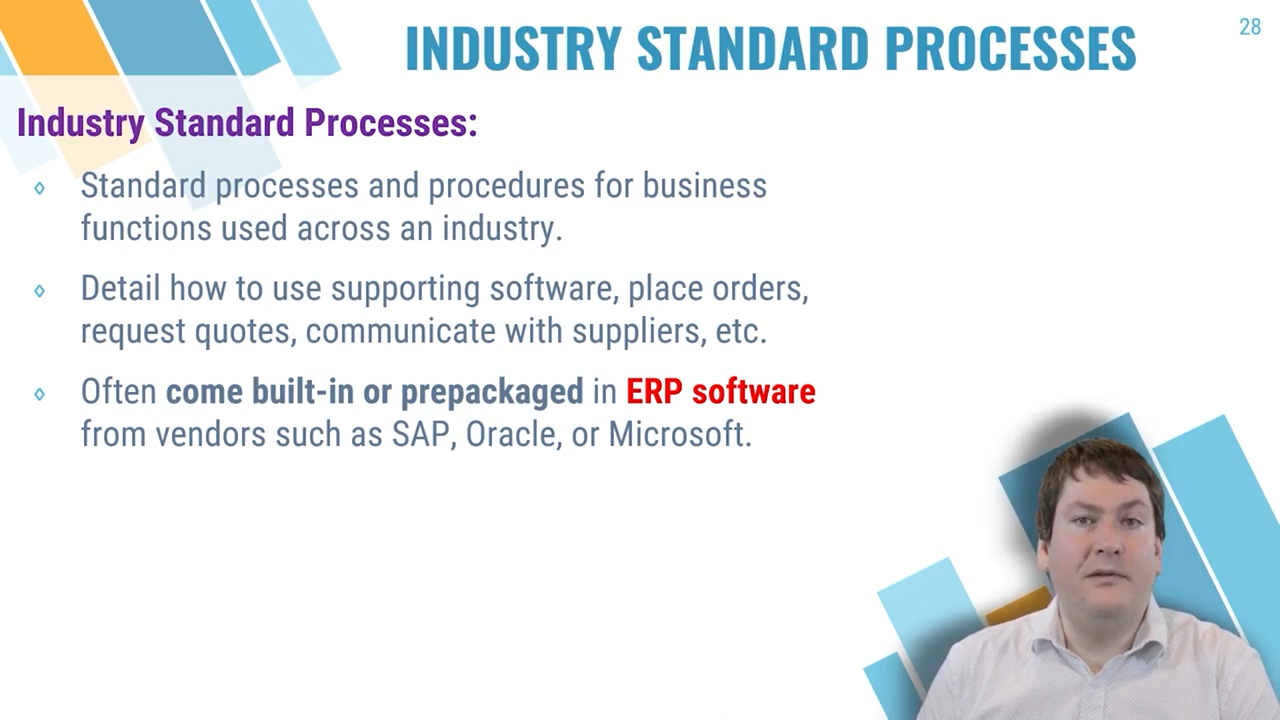 INDUSTRY STANDARD PROCESSES
28
Industry Standard Processes:
Standard processes and procedures for business
functions used across an industry.
Detail how to use supporting software, place orders,
request quotes, communicate with suppliers, etc.
Often come built-in or prepackaged in ERP software
from vendors such as SAP, Oracle, or Microsoft.